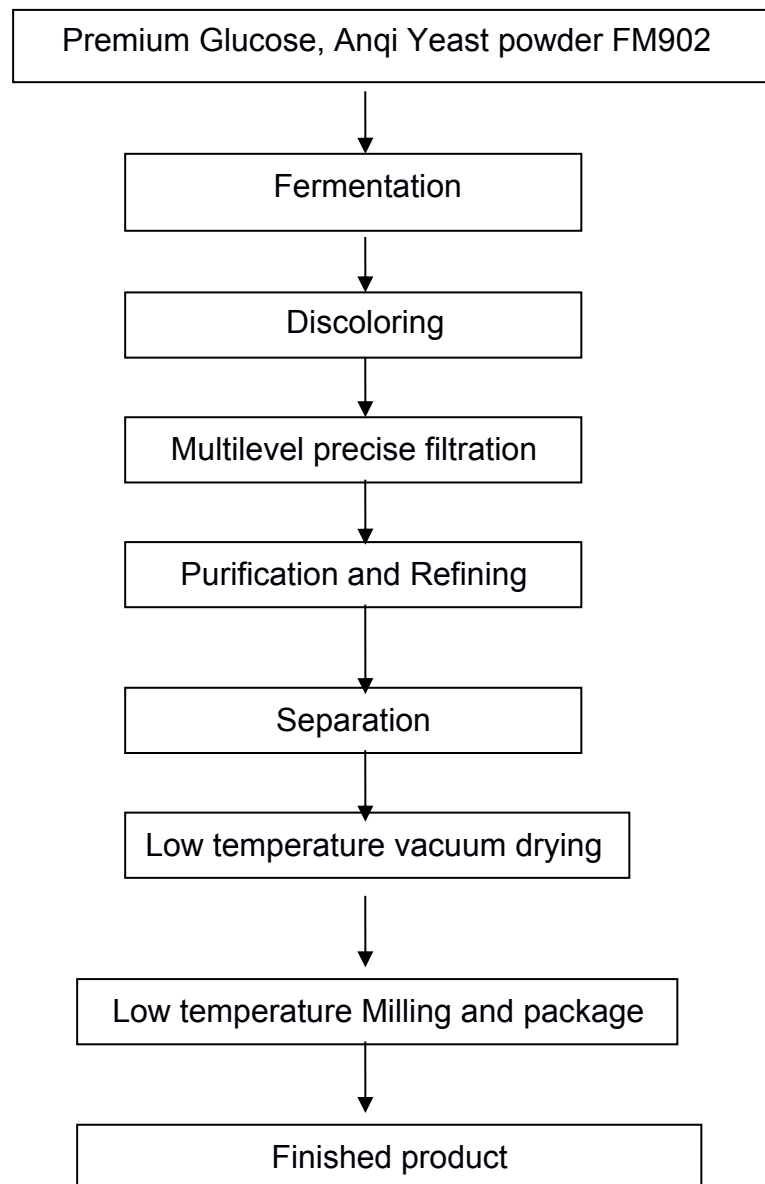 Premium Glucose, Anqi Yeast powder FM902
Fermentation
Discoloring
Multilevel precise filtration
Purification and Refining
Separation
Low temperature vacuum drying
Low temperature Milling and package
Finished product